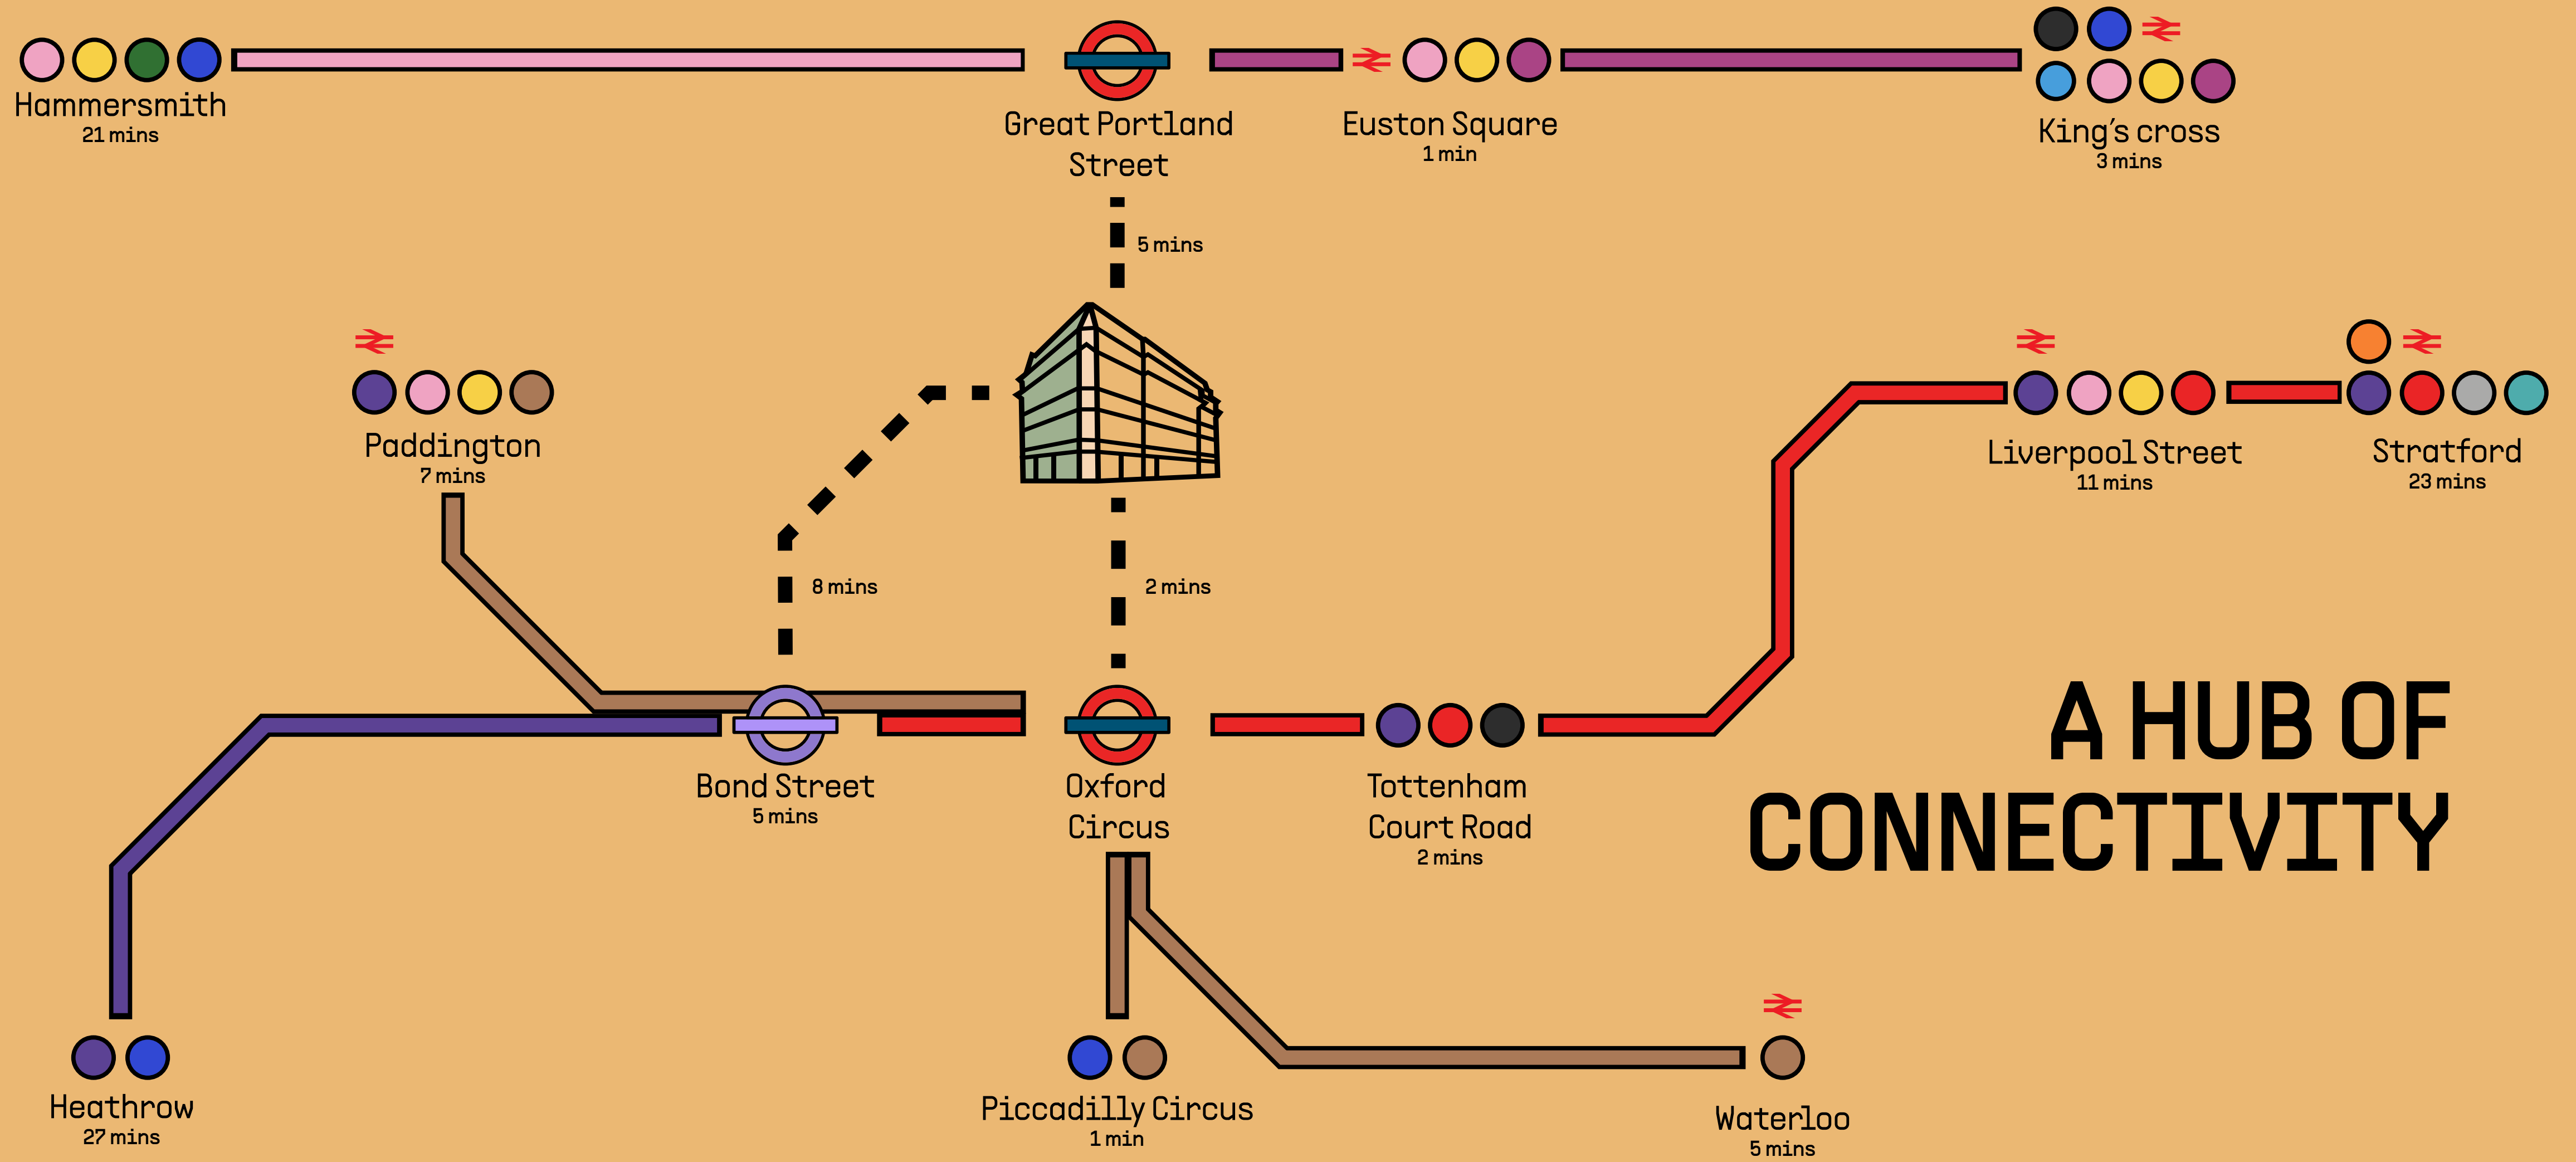 Hammersmith
21 mins
Great Portland
Street
Euston Square
1 min
King's cross
3 mins
5 mins
Paddington
7 mins
Liverpool Street
11 mins
Stratford
23 mins
8 mins
2 mins
Bond Street
5 mins
Oxford
Circus
Tottenham
Court Road
2 mins
A HUB OF
CONNECTIVITY
Heathrow
27 mins
Piccadilly Circus
1 min
Waterloo
5 mins